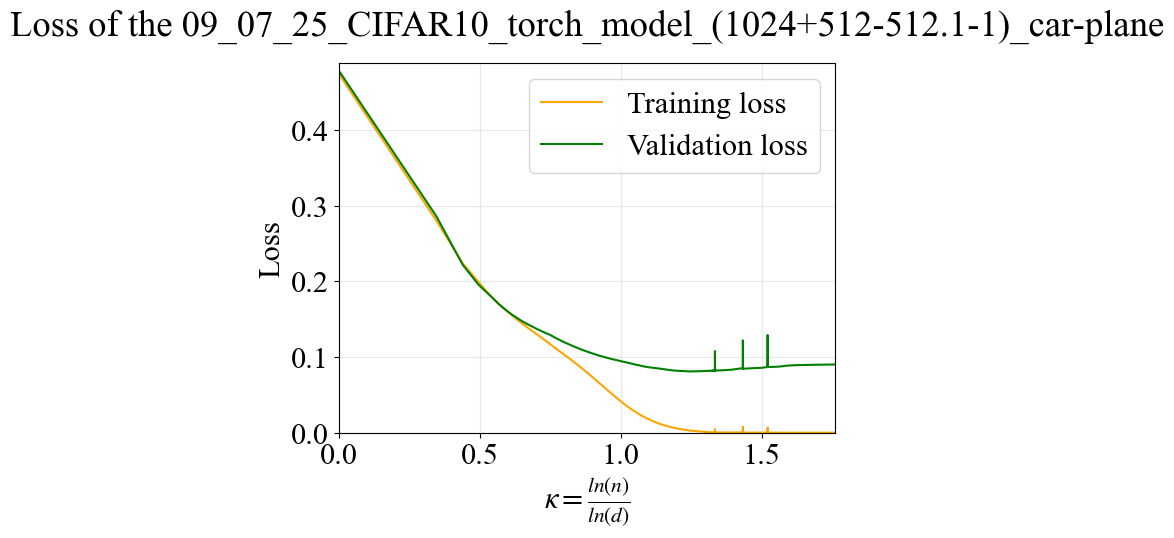 Loss of the 09_07_25_CIFAR10_torch_model_(1024+512-512.1-1)_car-plane
Training loss
Validation loss
Loss
0.4
0.3
0.2
0.1
0.0
0.0 0.5 1.0 1.5
κ = ln(n) / ln(d)